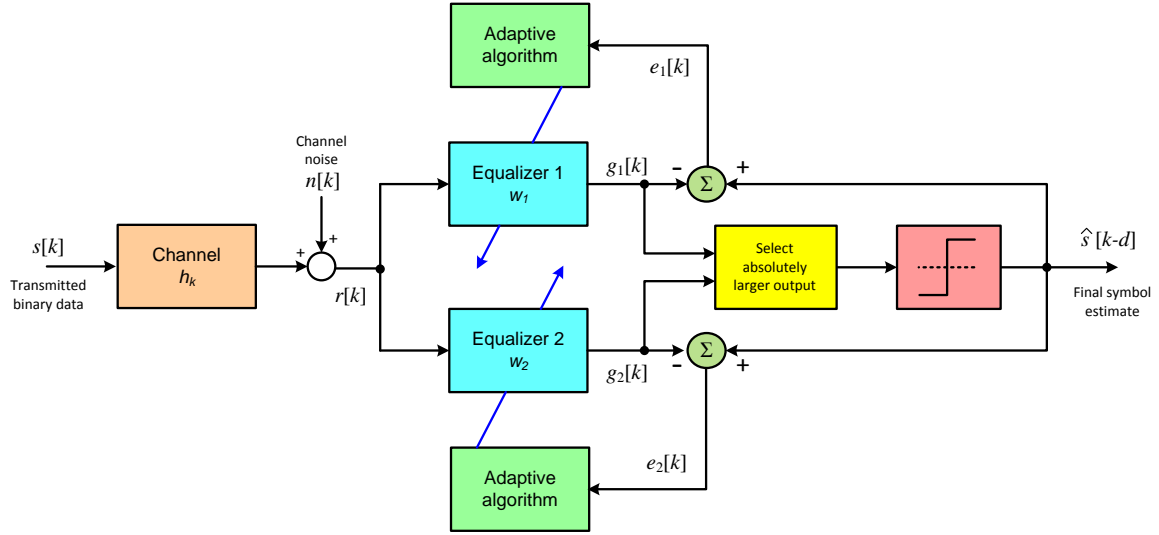 Adaptive
algorithm
e₁[k]
Channel
noise
n[k]
Equalizer 1
w₁
g₁[k]
-
+
Σ
s[k]
Transmitted
binary data
Channel
hₖ
+
+
r[k]
Select
absolutely
larger output
ŝ [k-d]
Final symbol
estimate
Equalizer 2
w₂
g₂[k]
-
+
Σ
e₂[k]
Adaptive
algorithm